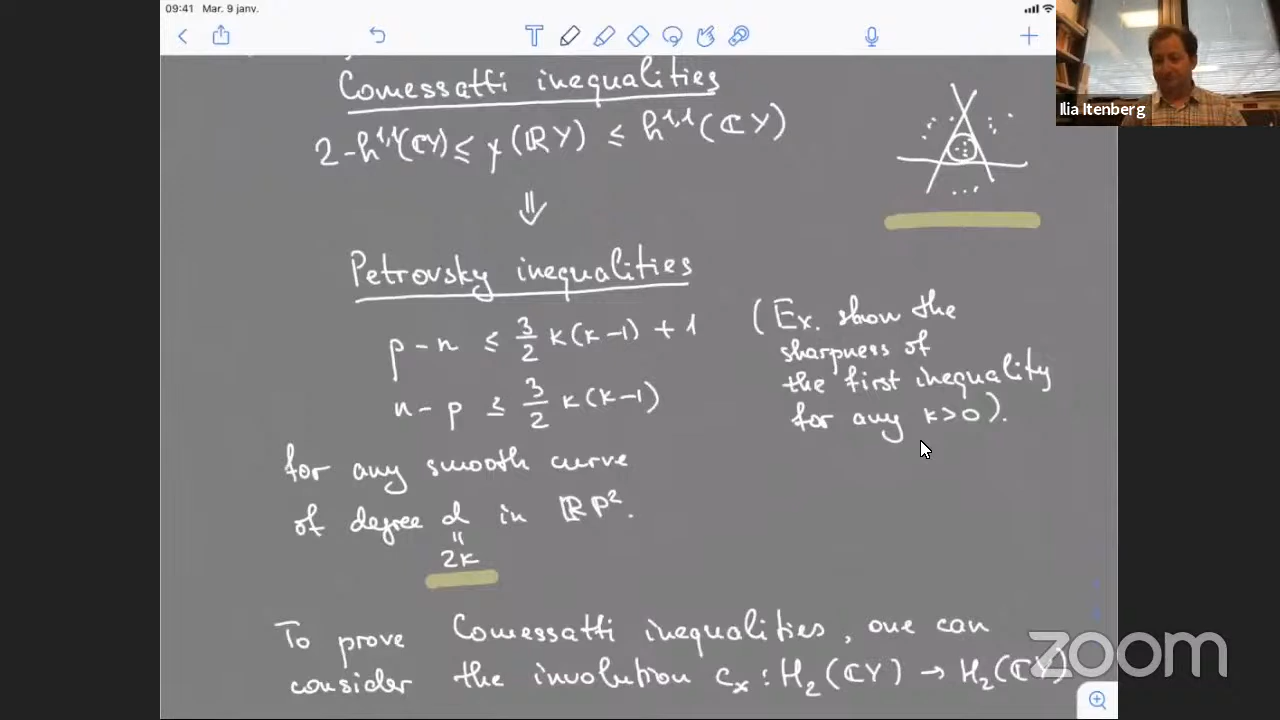 09:41 Mar. 9 janv.
Ilia Itenberg
Comessatti inequalities
2-h^{1,1}(ℂY) ≤ χ(ℝY) ≤ h^{1,1}(ℂY)
⇓
Petrovsky inequalities
p - n ≤ 3/2 k(k-1) + 1
n - p ≤ 3/2 k(k-1)
(Ex. show the
sharpness of
the first inequality
for any k>0).
for any smooth curve
of degree d in ℝP².
"
2k
To prove Comessatti inequalities, one can
consider the involution c_* : H_2(ℂY) → H_2(ℂY)
zoom